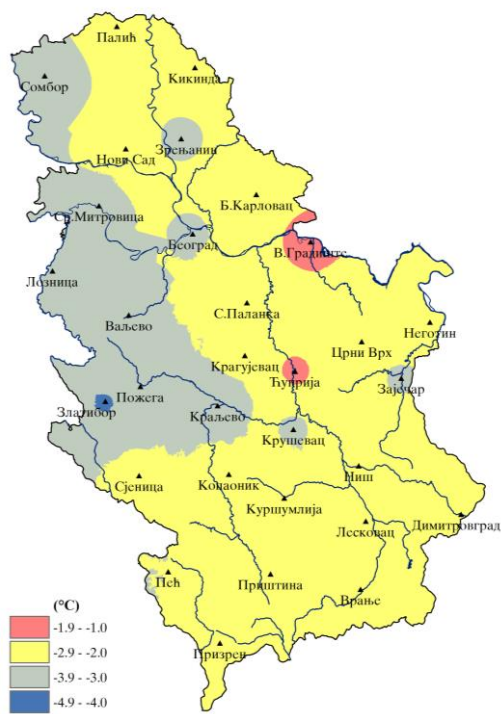 Палић
Кикинда
Сомбор
Зрењанин
Нови Сад
Б.Карловац
Ср.Митровица
Београд
В.Градиште
Лозница
С.Паланка
Ваљево
Неготин
Црни Врх
Крагујевац
Ћуприја
Зајечар
Пожега
Златибор
Краљево
Крушевац
Ниш
Сјеница
Копаоник
Куршумлија
Димитровград
Лесковац
Пећ
Приштина
Врање
Призрен
(°C)
-1.9 - -1.0
-2.9 - -2.0
-3.9 - -3.0
-4.9 - -4.0